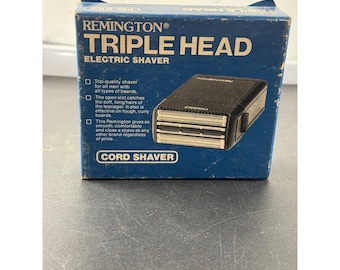 REMINGTON®
TRIPLE HEAD
ELECTRIC SHAVER
Top-quality shaver
for all men with
all types of beards.
The open slot catches
the soft, long hairs of
the teenager. It also is
effective on tough, curly
beards.
This Remington gives as
smooth, comfortable
and close a shave as any
other brand regardless
of price.
CORD SHAVER
REMINGTON